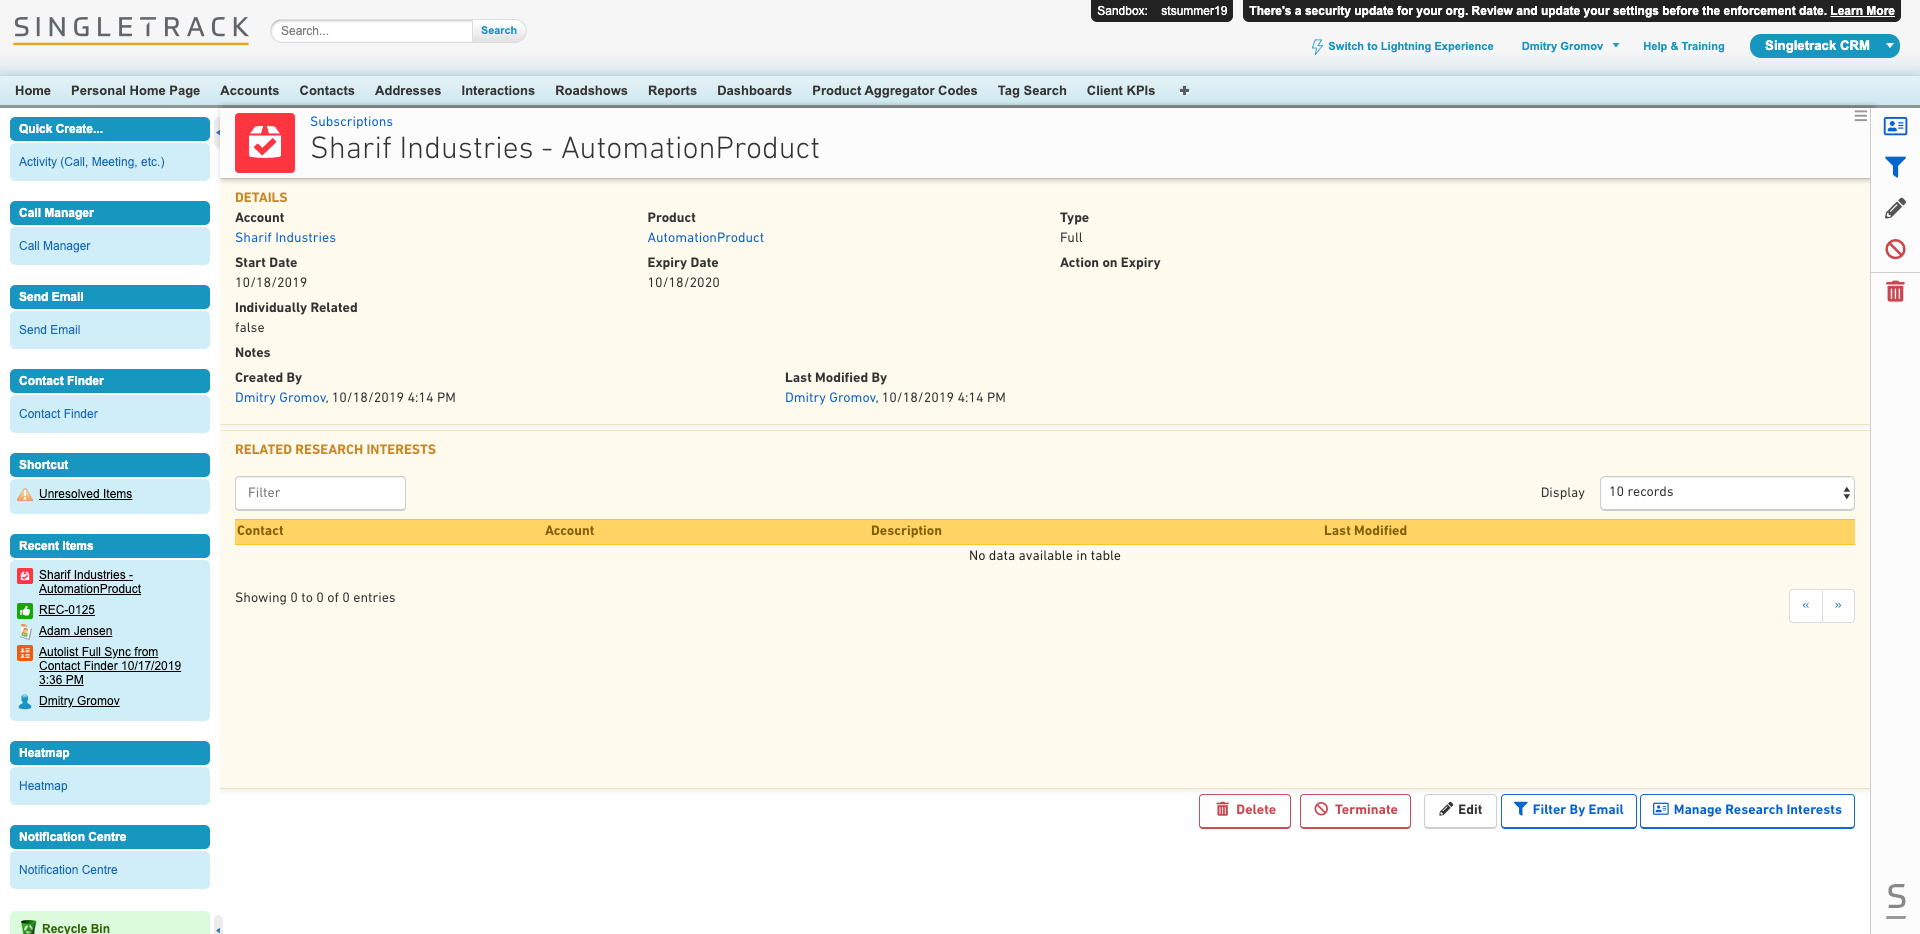 Sandbox: stsummer19
There's a security update for your org. Review and update your settings before the enforcement date. Learn More
SINGLETRACK
Search...
Search
Switch to Lightning Experience
Dmitry Gromov
Help & Training
Singletrack CRM
Home Personal Home Page Accounts Contacts Addresses Interactions Roadshows Reports Dashboards Product Aggregator Codes Tag Search Client KPIs +
Quick Create...
Activity (Call, Meeting, etc.)
Call Manager
Call Manager
Send Email
Send Email
Contact Finder
Contact Finder
Shortcut
Unresolved Items
Recent Items
Sharif Industries -
AutomationProduct
REC-0125
Adam Jensen
Autolist Full Sync from
Contact Finder 10/17/2019
3:36 PM
Dmitry Gromov
Heatmap
Heatmap
Notification Centre
Notification Centre
Recycle Bin
Subscriptions
Sharif Industries - AutomationProduct
DETAILS
Account Product Type
Sharif Industries AutomationProduct Full
Start Date Expiry Date Action on Expiry
10/18/2019 10/18/2020
Individually Related
false
Notes
Created By Last Modified By
Dmitry Gromov, 10/18/2019 4:14 PM Dmitry Gromov, 10/18/2019 4:14 PM
RELATED RESEARCH INTERESTS
Filter
Display 10 records
Contact Account Description Last Modified
No data available in table
Showing 0 to 0 of 0 entries
« »
Delete Terminate Edit Filter By Email Manage Research Interests
S